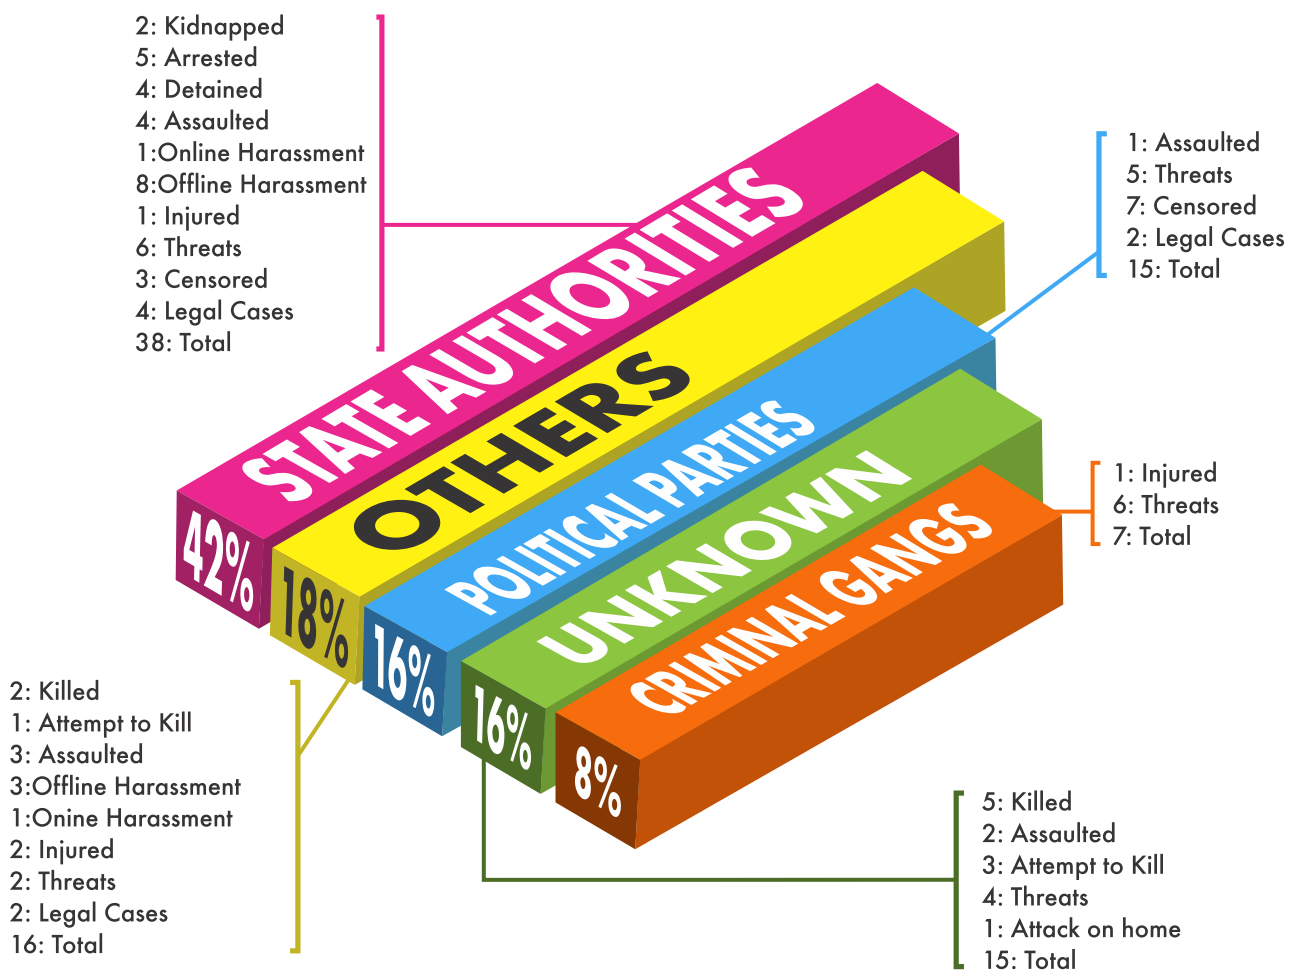 2: Kidnapped
5: Arrested
4: Detained
4: Assaulted
1:Online Harassment
8:Offline Harassment
1: Injured
6: Threats
3: Censored
4: Legal Cases
38: Total
1: Assaulted
5: Threats
7: Censored
2: Legal Cases
15: Total
STATE AUTHORITIES
42%
OTHERS
18%
POLITICAL PARTIES
16%
UNKNOWN
16%
CRIMINAL GANGS
8%
1: Injured
6: Threats
7: Total
2: Killed
1: Attempt to Kill
3: Assaulted
3:Offline Harassment
1:Onine Harassment
2: Injured
2: Threats
2: Legal Cases
16: Total
5: Killed
2: Assaulted
3: Attempt to Kill
4: Threats
1: Attack on home
15: Total